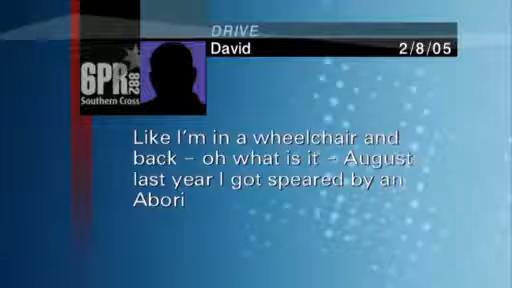 DRIVE
David 2/8/05
6PR 882
Southern Cross
Like I'm in a wheelchair and
back – oh what is it – August
last year I got speared by an
Abori